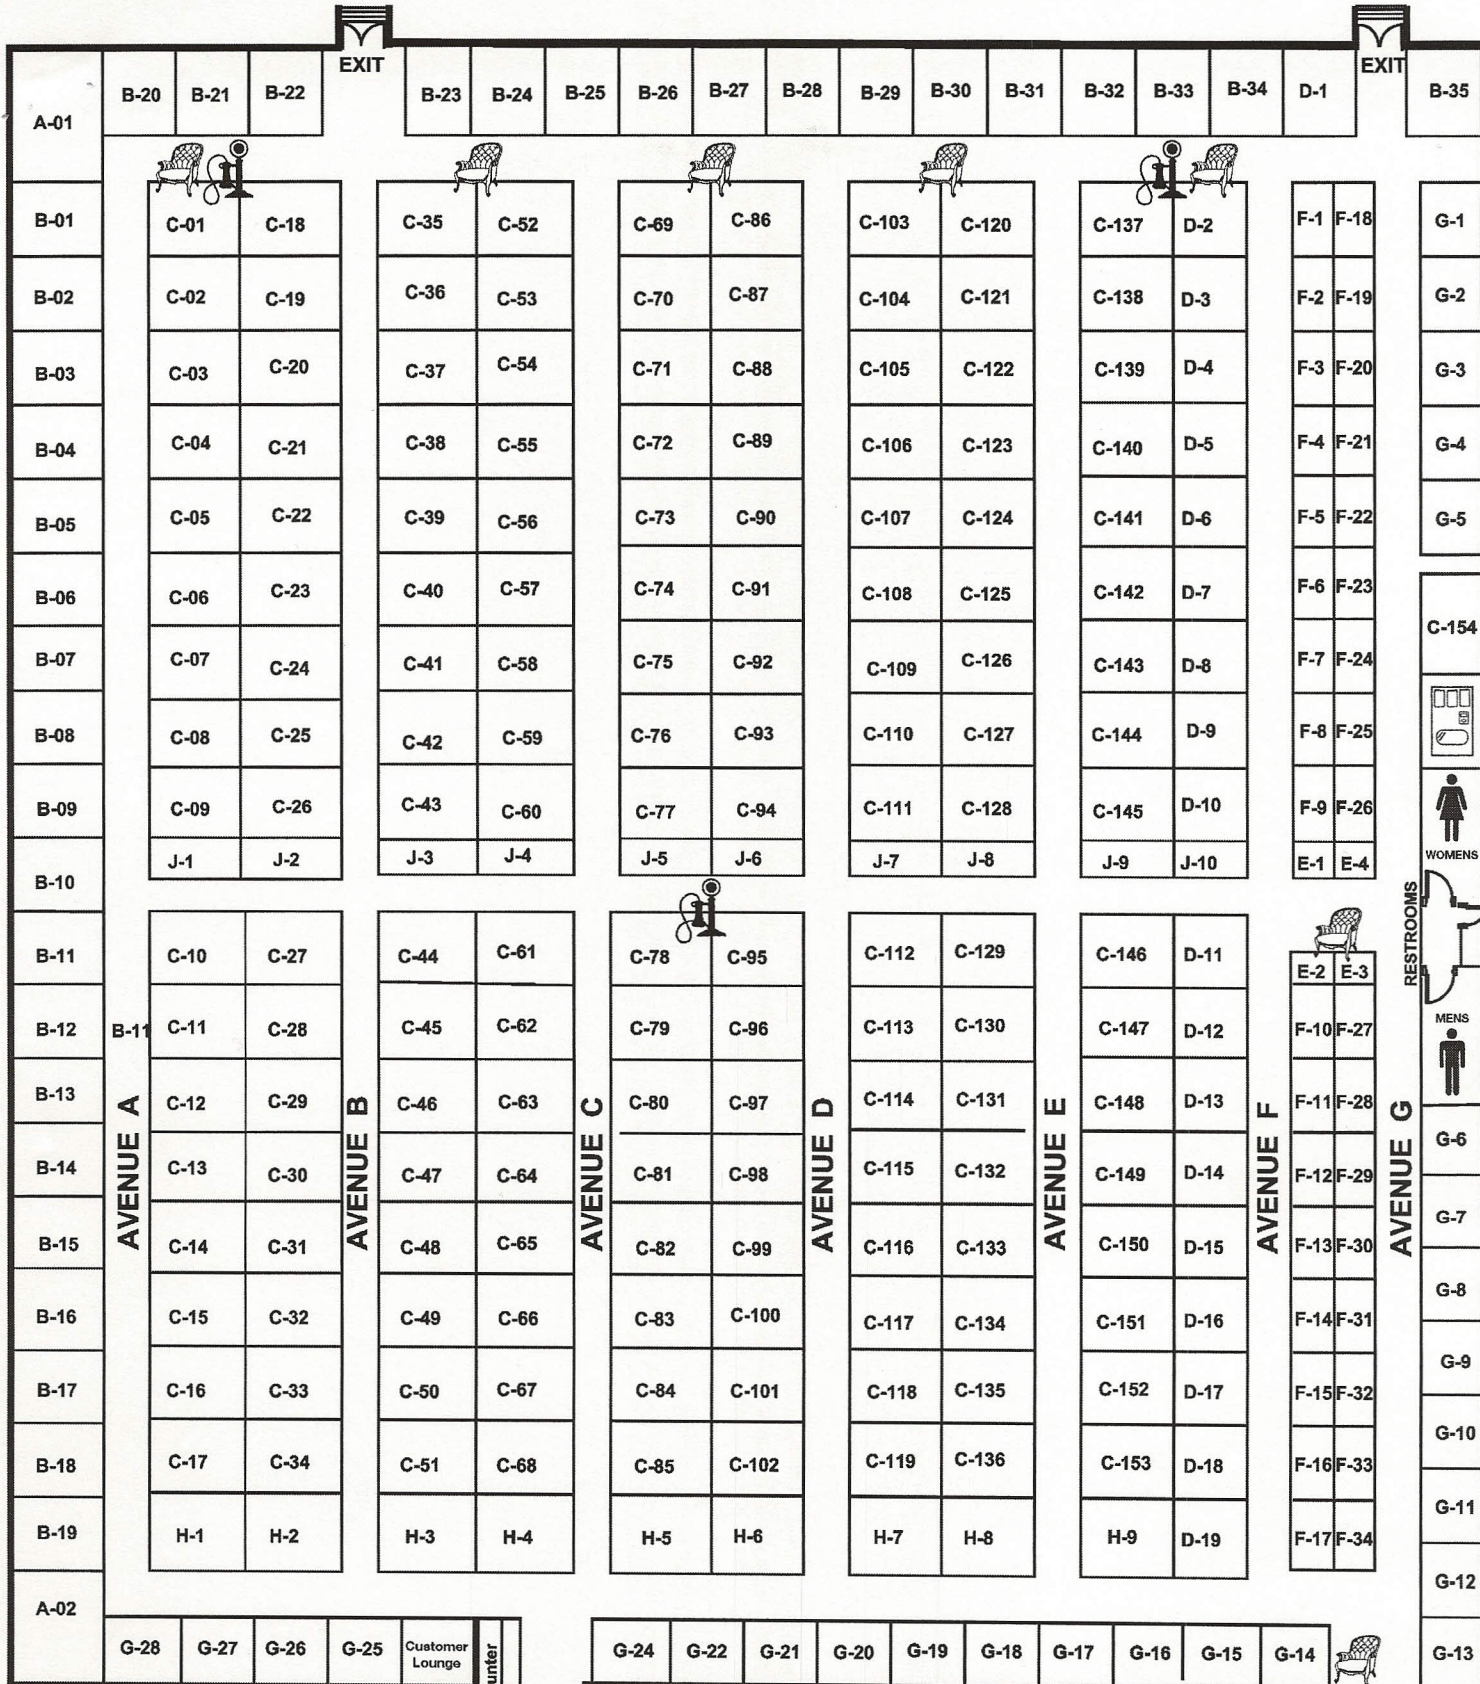 EXIT EXIT
A-01 B-20 B-21 B-22 B-23 B-24 B-25 B-26 B-27 B-28 B-29 B-30 B-31 B-32 B-33 B-34 D-1 B-35
B-01 C-01 C-18 C-35 C-52 C-69 C-86 C-103 C-120 C-137 D-2 F-1 F-18 G-1
B-02 C-02 C-19 C-36 C-53 C-70 C-87 C-104 C-121 C-138 D-3 F-2 F-19 G-2
B-03 C-03 C-20 C-37 C-54 C-71 C-88 C-105 C-122 C-139 D-4 F-3 F-20 G-3
B-04 C-04 C-21 C-38 C-55 C-72 C-89 C-106 C-123 C-140 D-5 F-4 F-21 G-4
B-05 C-05 C-22 C-39 C-56 C-73 C-90 C-107 C-124 C-141 D-6 F-5 F-22 G-5
B-06 C-06 C-23 C-40 C-57 C-74 C-91 C-108 C-125 C-142 D-7 F-6 F-23 C-154
B-07 C-07 C-24 C-41 C-58 C-75 C-92 C-109 C-126 C-143 D-8 F-7 F-24
B-08 C-08 C-25 C-42 C-59 C-76 C-93 C-110 C-127 C-144 D-9 F-8 F-25
B-09 C-09 C-26 C-43 C-60 C-77 C-94 C-111 C-128 C-145 D-10 F-9 F-26
WOMENS
B-10 J-1 J-2 J-3 J-4 J-5 J-6 J-7 J-8 J-9 J-10 E-1 E-4
RESTROOMS
B-11 C-10 C-27 C-44 C-61 C-78 C-95 C-112 C-129 C-146 D-11 E-2 E-3
MENS
B-12 B-11 C-11 C-28 C-45 C-62 C-79 C-96 C-113 C-130 C-147 D-12 F-10 F-27
B-13 C-12 C-29 C-46 C-63 C-80 C-97 C-114 C-131 C-148 D-13 F-11 F-28 G-6
AVENUE A AVENUE B AVENUE C AVENUE D AVENUE E AVENUE F AVENUE G
B-14 C-13 C-30 C-47 C-64 C-81 C-98 C-115 C-132 C-149 D-14 F-12 F-29 G-7
B-15 C-14 C-31 C-48 C-65 C-82 C-99 C-116 C-133 C-150 D-15 F-13 F-30 G-8
B-16 C-15 C-32 C-49 C-66 C-83 C-100 C-117 C-134 C-151 D-16 F-14 F-31 G-9
B-17 C-16 C-33 C-50 C-67 C-84 C-101 C-118 C-135 C-152 D-17 F-15 F-32 G-10
B-18 C-17 C-34 C-51 C-68 C-85 C-102 C-119 C-136 C-153 D-18 F-16 F-33 G-11
B-19 H-1 H-2 H-3 H-4 H-5 H-6 H-7 H-8 H-9 D-19 F-17 F-34 G-12
A-02 G-28 G-27 G-26 G-25 Customer
Lounge
unter
G-24 G-22 G-21 G-20 G-19 G-18 G-17 G-16 G-15 G-14 G-13